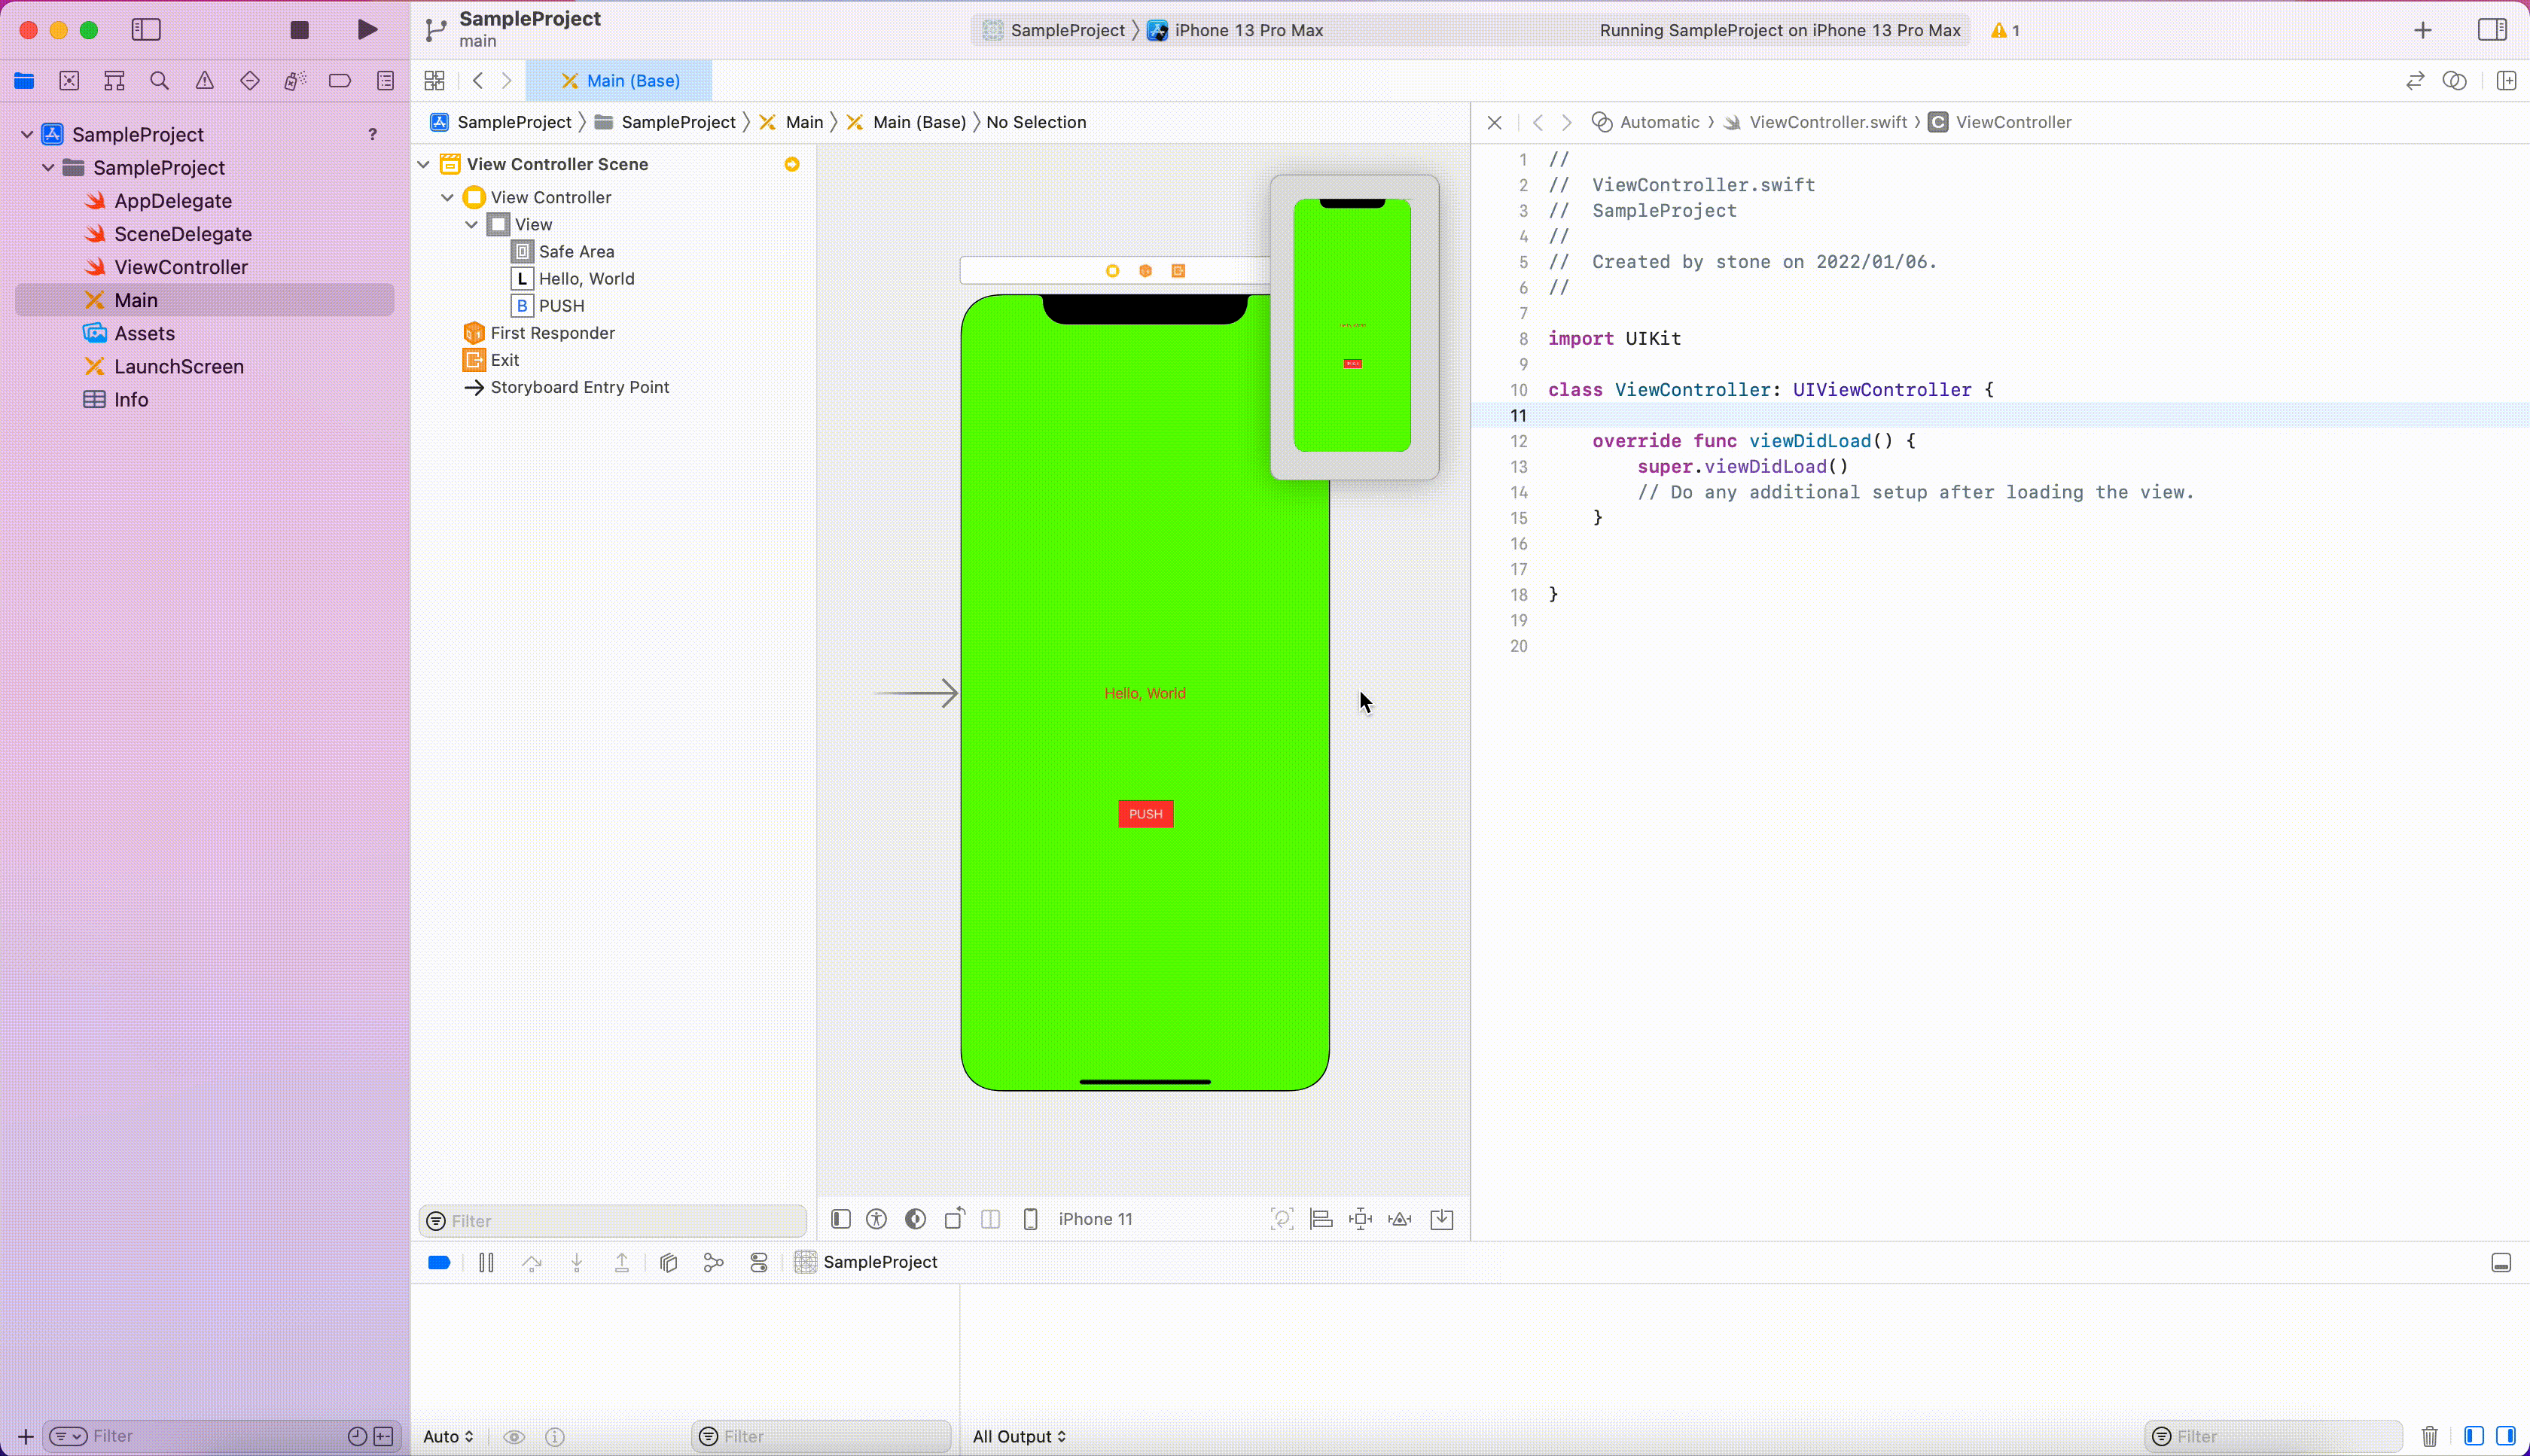 SampleProject
main
SampleProject
iPhone 13 Pro Max
Running SampleProject on iPhone 13 Pro Max
1
Main (Base)
SampleProject
SampleProject
Main
Main (Base)
No Selection
Automatic
ViewController.swift
C
ViewController
SampleProject
?
SampleProject
AppDelegate
SceneDelegate
ViewController
Main
Assets
LaunchScreen
Info
View Controller Scene
View Controller
View
Safe Area
L Hello, World
B PUSH
First Responder
Exit
Storyboard Entry Point
Hello, World
PUSH
1 //
2 //  ViewController.swift
3 //  SampleProject
4 //
5 //  Created by stone on 2022/01/06.
6 //
7
8 import UIKit
9
10 class ViewController: UIViewController {
11
12     override func viewDidLoad() {
13         super.viewDidLoad()
14         // Do any additional setup after loading the view.
15     }
16
17
18 }
19
20
Filter
iPhone 11
SampleProject
Filter
Auto
Filter
All Output
Filter